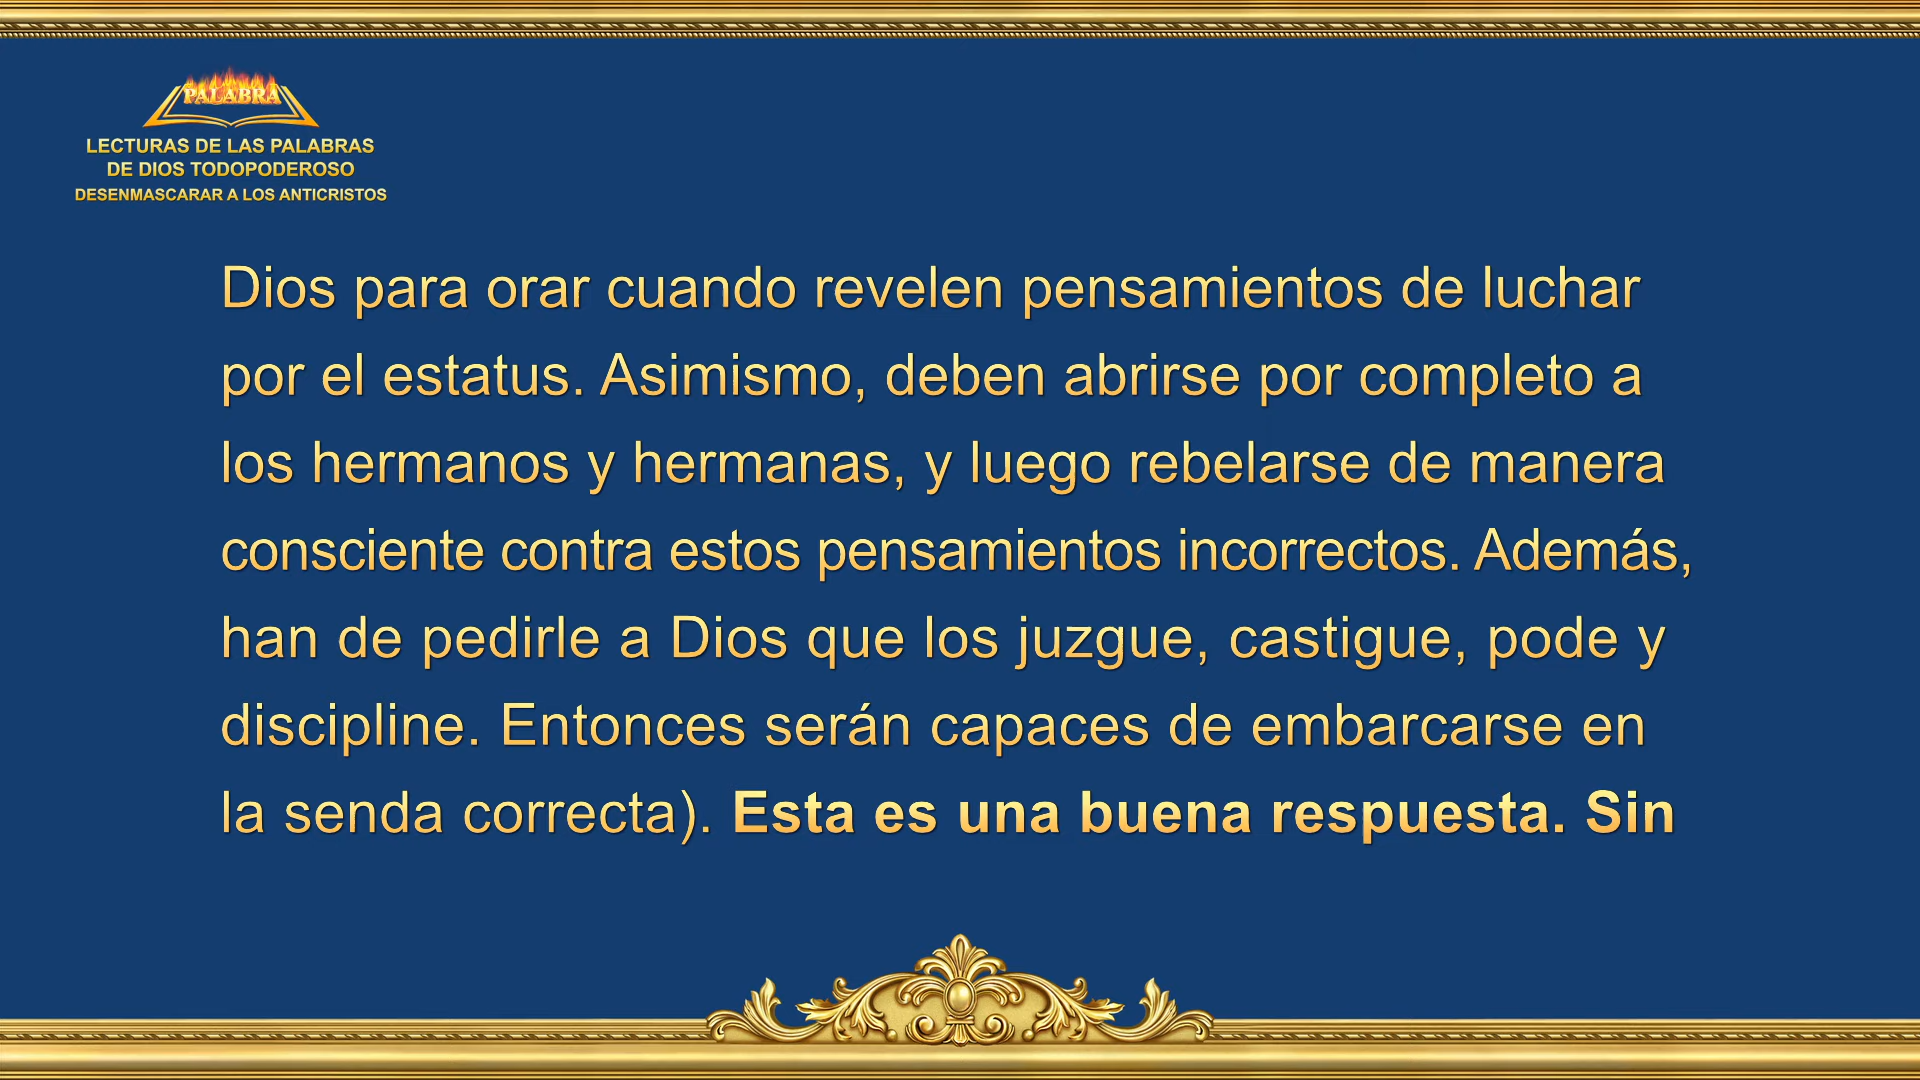 PALABRA
LECTURAS DE LAS PALABRAS
DE DIOS TODOPODEROSO
DESENMASCARAR A LOS ANTICRISTOS
Dios para orar cuando revelen pensamientos de luchar
por el estatus. Asimismo, deben abrirse por completo a
los hermanos y hermanas, y luego rebelarse de manera
consciente contra estos pensamientos incorrectos. Además,
han de pedirle a Dios que los juzgue, castigue, pode y
discipline. Entonces serán capaces de embarcarse en
la senda correcta). Esta es una buena respuesta. Sin